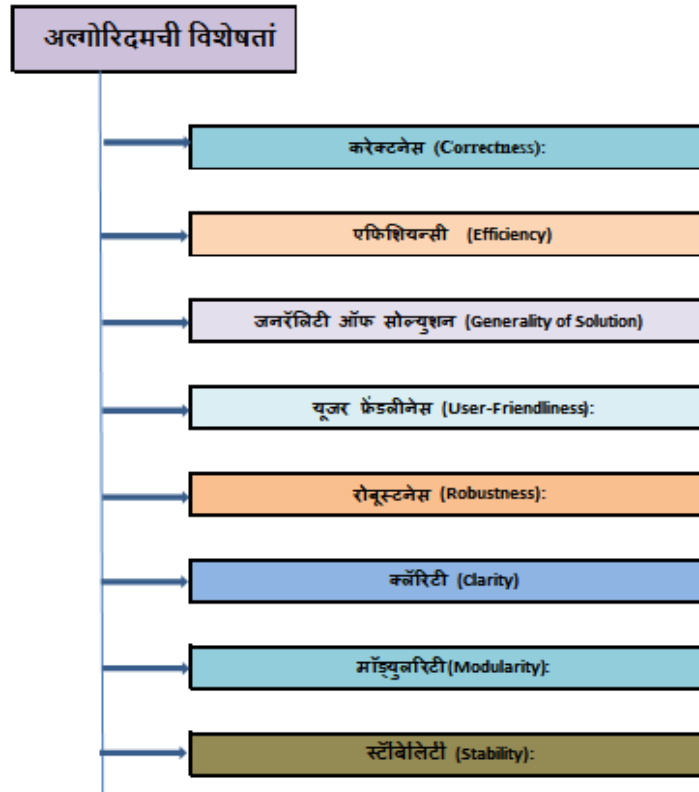 अल्गोरिदमची विशेषतां
करेक्टनेस (Correctness):
एफिशियन्सी (Efficiency)
जनरॅलिटी ऑफ सोल्युशन (Generality of Solution)
यूजर फ्रेंडलीनेस (User-Friendliness):
रोबूस्टनेस (Robustness):
क्लॅरिटी (Clarity)
मॉड्युलरिटी(Modularity):
स्टॅबिलिटी (Stability):